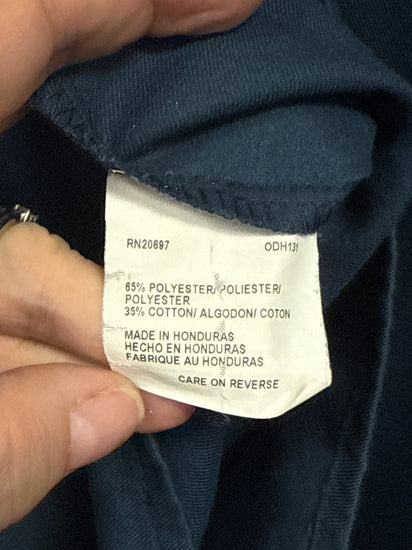 RN20697 ODH131
65% POLYESTER/POLIESTER/
POLYESTER
35% COTTON/ ALGODON/ COTON
MADE IN HONDURAS
HECHO EN HONDURAS
FABRIQUE AU HONDURAS
CARE ON REVERSE